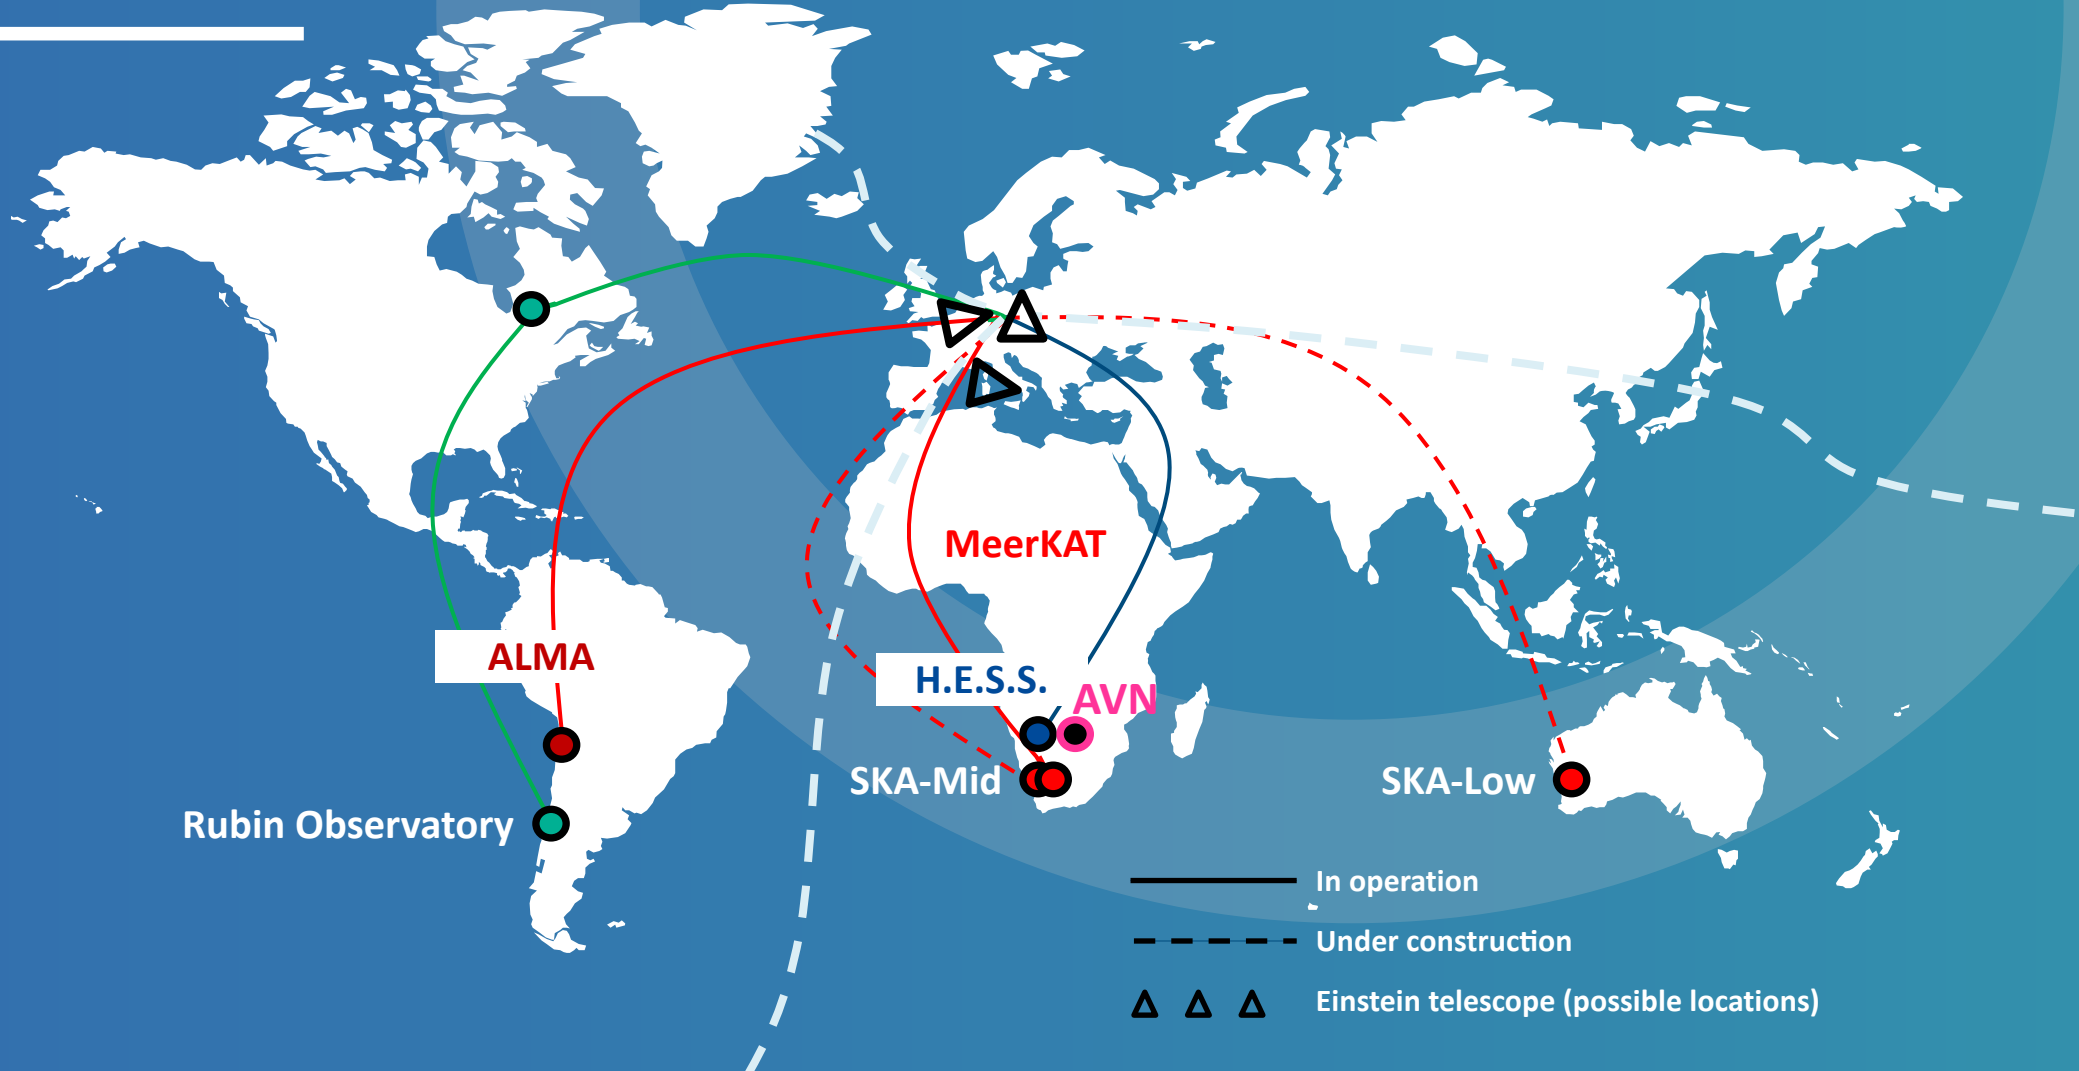 MeerKAT
ALMA
H.E.S.S.
AVN
SKA-Mid
SKA-Low
Rubin Observatory
In operation
Under construction
Einstein telescope (possible locations)